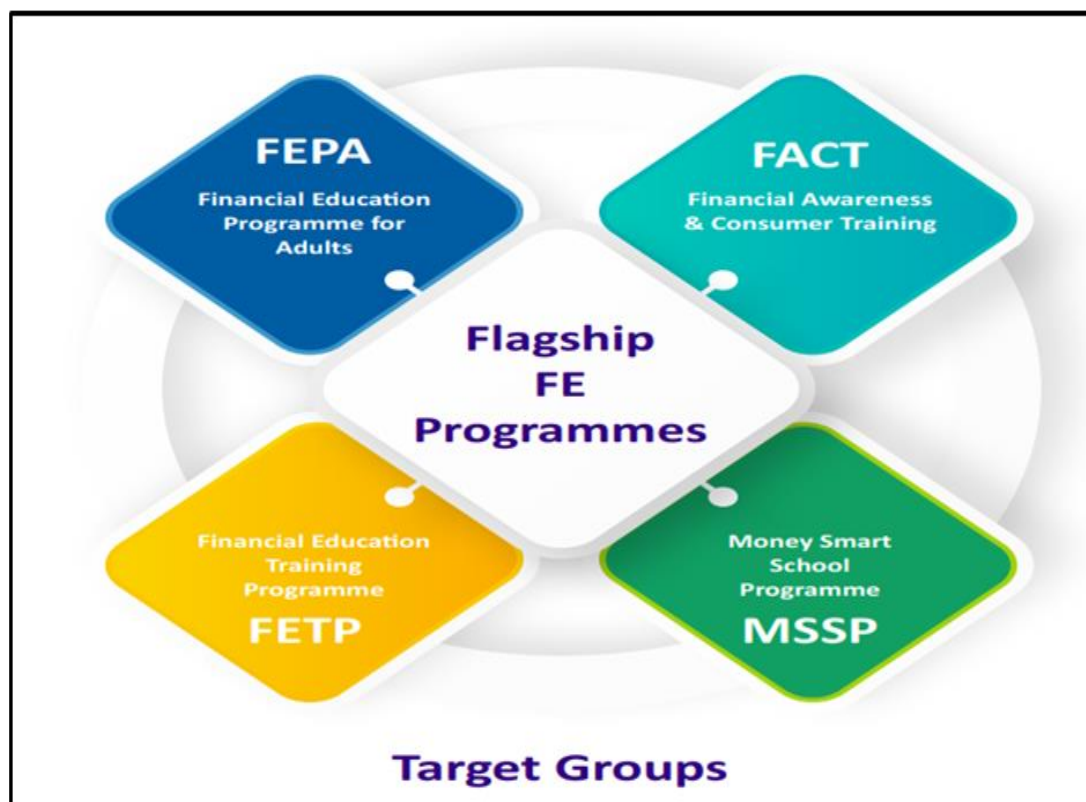 FEPA
Financial Education
Programme for
Adults
FACT
Financial Awareness
& Consumer Training
Flagship
FE
Programmes
Financial Education
Training
Programme
FETP
Money Smart
School
Programme
MSSP
Target Groups